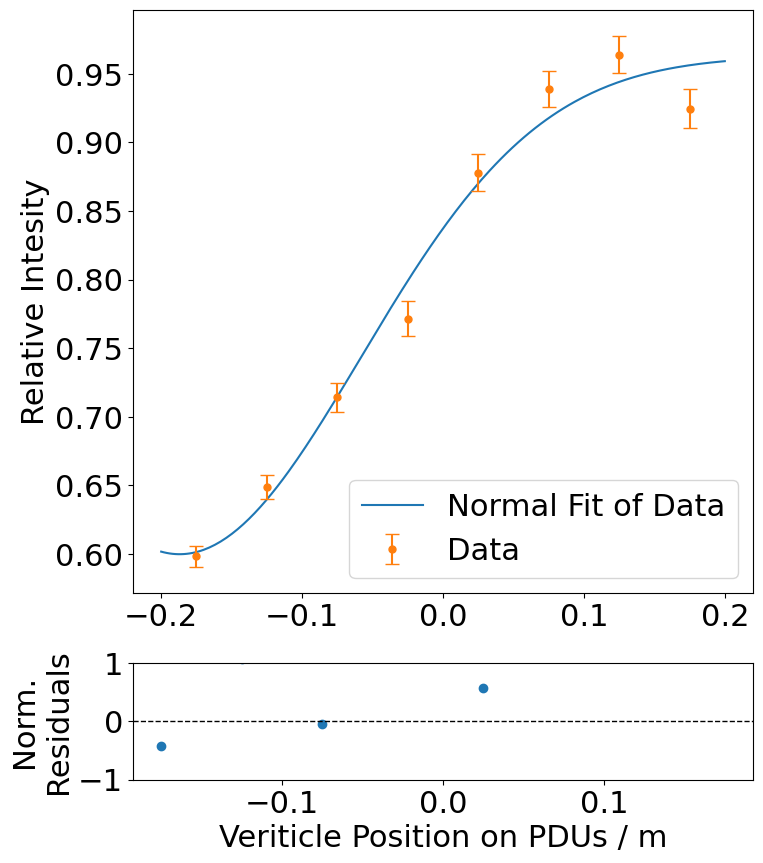 Relative Intesity
0.95
0.90
0.85
0.80
0.75
0.70
0.65
0.60
Normal Fit of Data
Data
−0.2 −0.1 0.0 0.1 0.2
Norm.
Residuals
1
0
−1
−0.1 0.0 0.1
Veriticle Position on PDUs / m